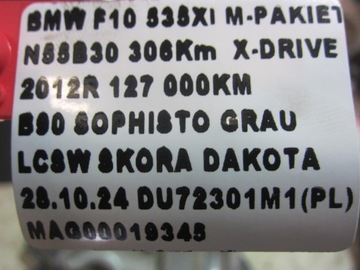 BMW F10 535XI M-PAKIET
N55B30 306Km X-DRIVE
2012R 127 000KM
B90 SOPHISTO GRAU
LCSW SKORA DAKOTA
28.10.24 DU72301M1(PL)
MAG00019345